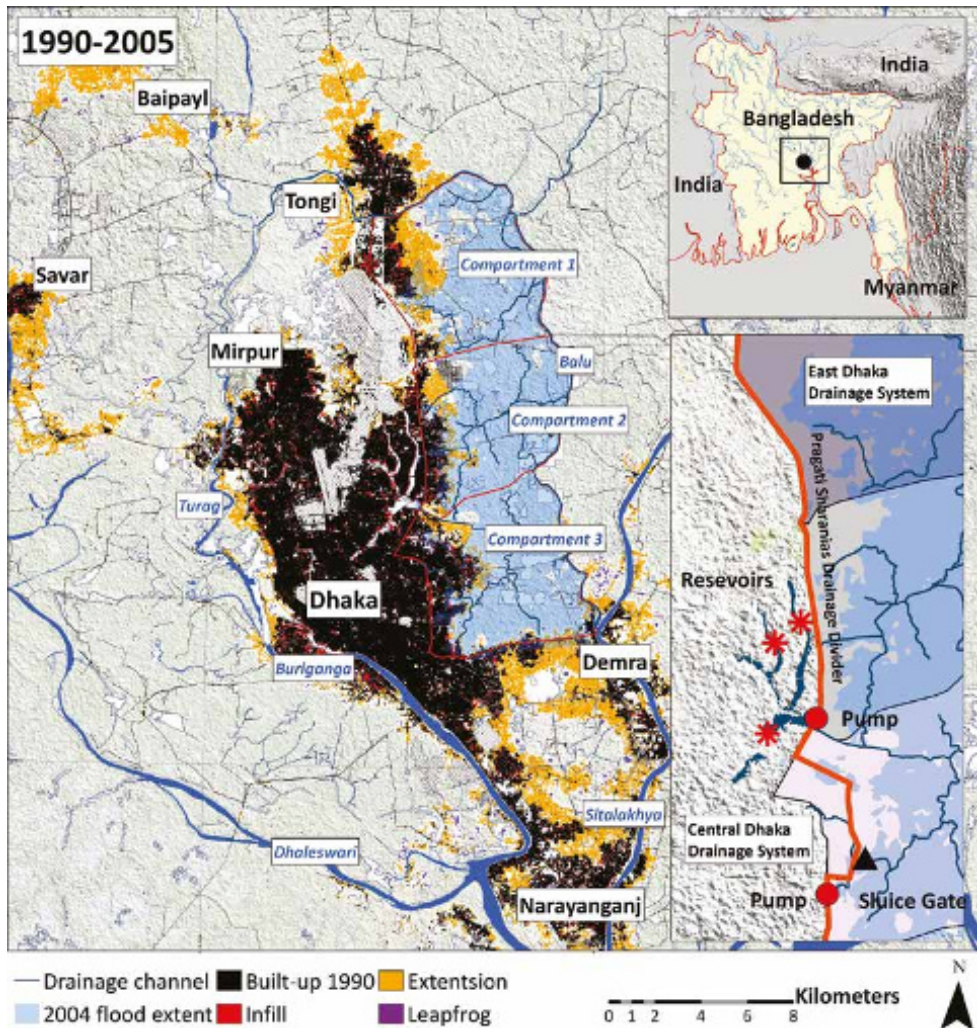 1990-2005
Baipayl
Tongi
Savar
Mirpur
Compartment 1
Balu
Compartment 2
Turag
Compartment 3
Dhaka
Buriganga
Demra
Sitalakhya
Dhaleswari
Narayanganj
India
Bangladesh
India
Myanmar
East Dhaka
Drainage System
Pragati Sharanias Drainage Divider
Resevoirs
Pump
Central Dhaka
Drainage System
Pump
Sluice Gate
Drainage channel
Built-up 1990
Extentsion
2004 flood extent
Infill
Leapfrog
Kilometers
0 1 2 4 6 8
N